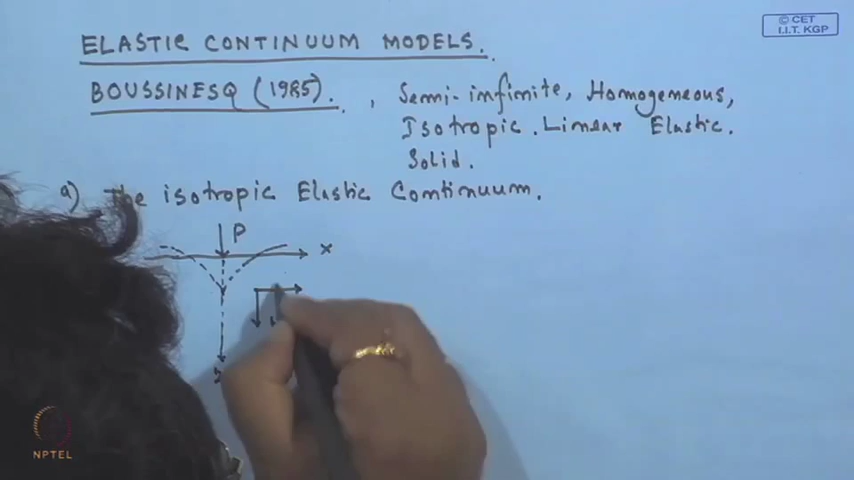 ELASTIC CONTINUUM MODELS.
© CET
I.I.T. KGP
BOUSSINESQ (1985). , Semi-infinite, Homogeneous,
Isotropic. Linear Elastic.
Solid.
a) The isotropic Elastic Continuum.
P
x
NPTEL